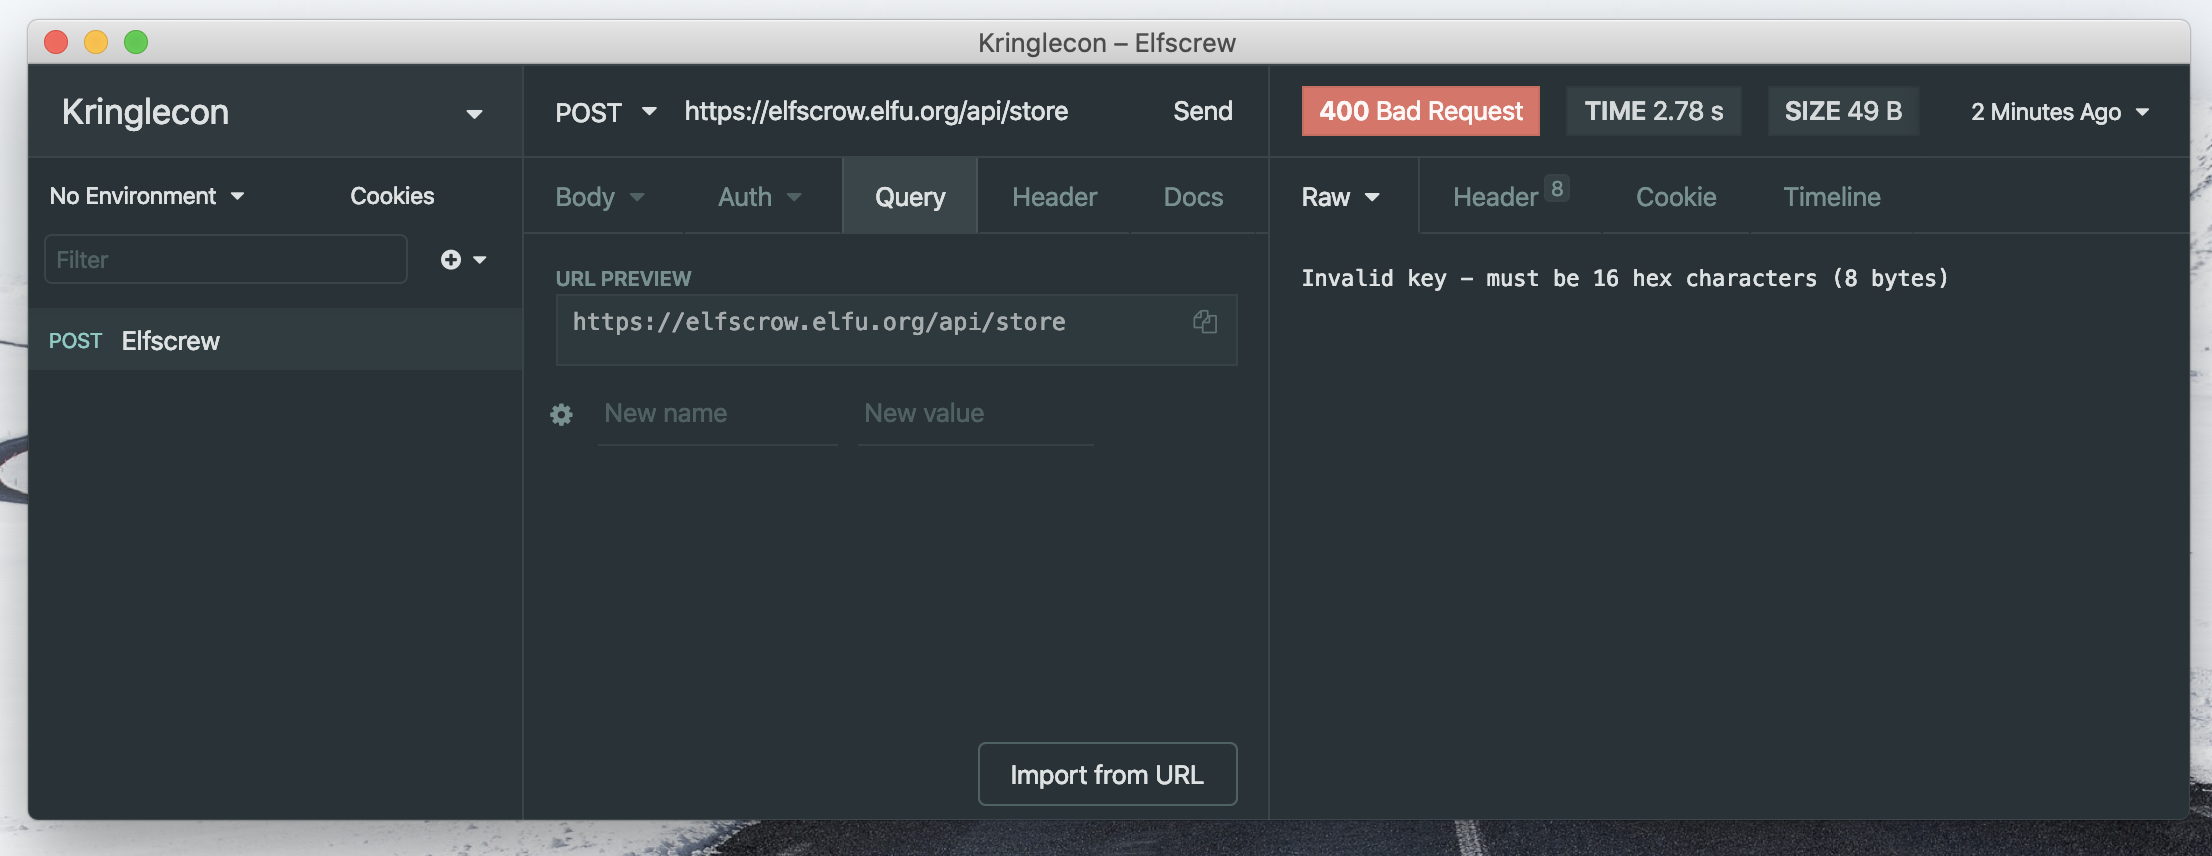 Kringlecon – Elfscrew
Kringlecon
POST https://elfscrow.elfu.org/api/store Send
400 Bad Request TIME 2.78 s SIZE 49 B 2 Minutes Ago
No Environment Cookies
Body Auth Query Header Docs
Raw Header 8 Cookie Timeline
Filter
POST Elfscrew
URL PREVIEW
https://elfscrow.elfu.org/api/store
New name New value
Import from URL
Invalid key – must be 16 hex characters (8 bytes)